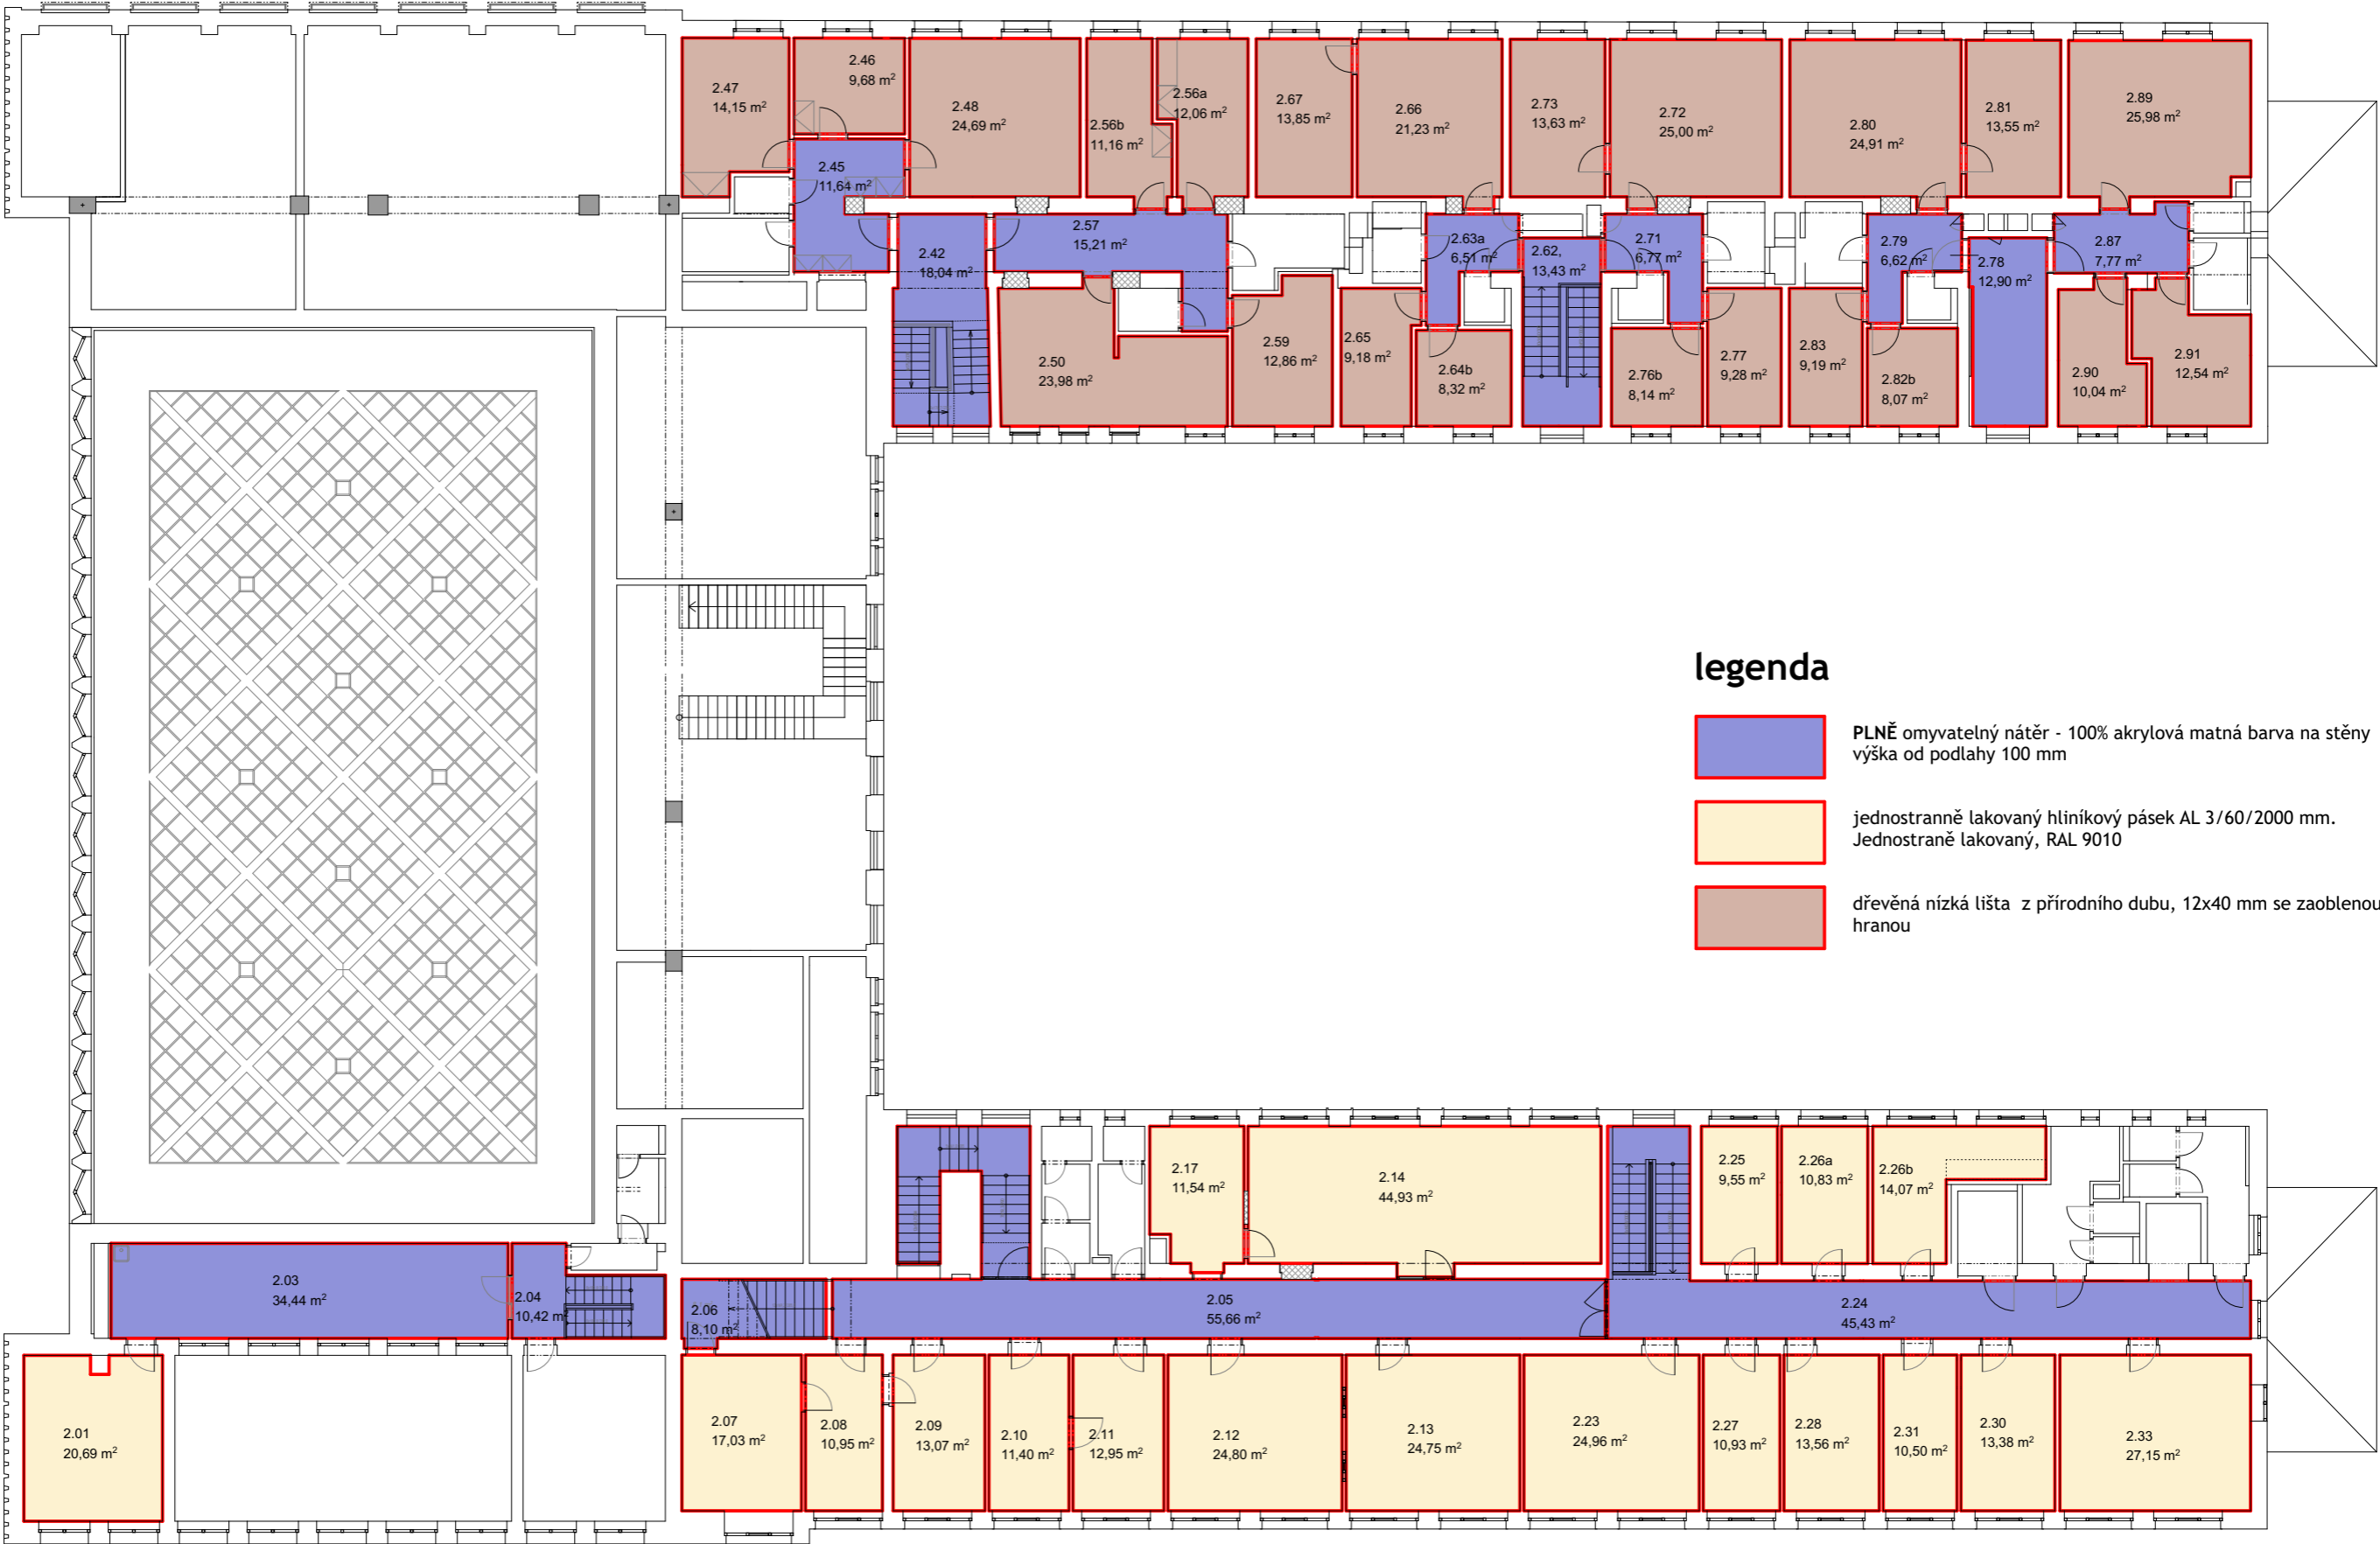 2.47
14,15 m²
2.46
9,68 m²
2.48
24,69 m²
2.56b
11,16 m²
2.56a
12,06 m²
2.67
13,85 m²
2.66
21,23 m²
2.73
13,63 m²
2.72
25,00 m²
2.80
24,91 m²
2.81
13,55 m²
2.89
25,98 m²
2.45
11,64 m²
2.42
18,04 m²
2.57
15,21 m²
2.63a
6,51 m²
2.62,
13,43 m²
2.71
6,77 m²
2.79
6,62 m²
2.78
12,90 m²
2.87
7,77 m²
2.50
23,98 m²
2.59
12,86 m²
2.65
9,18 m²
2.64b
8,32 m²
2.76b
8,14 m²
2.77
9,28 m²
2.83
9,19 m²
2.82b
8,07 m²
2.90
10,04 m²
2.91
12,54 m²
legenda
PLNĚ omyvatelný nátěr - 100% akrylová matná barva na stěny
výška od podlahy 100 mm
jednostranně lakovaný hliníkový pásek AL 3/60/2000 mm.
Jednostraně lakovaný, RAL 9010
dřevěná nízká lišta z přírodního dubu, 12x40 mm se zaoblenou
hranou
2.17
11,54 m²
2.14
44,93 m²
2.25
9,55 m²
2.26a
10,83 m²
2.26b
14,07 m²
2.03
34,44 m²
2.04
10,42 m²
2.06
8,10 m²
2.05
55,66 m²
2.24
45,43 m²
2.01
20,69 m²
2.07
17,03 m²
2.08
10,95 m²
2.09
13,07 m²
2.10
11,40 m²
2.11
12,95 m²
2.12
24,80 m²
2.13
24,75 m²
2.23
24,96 m²
2.27
10,93 m²
2.28
13,56 m²
2.31
10,50 m²
2.30
13,38 m²
2.33
27,15 m²